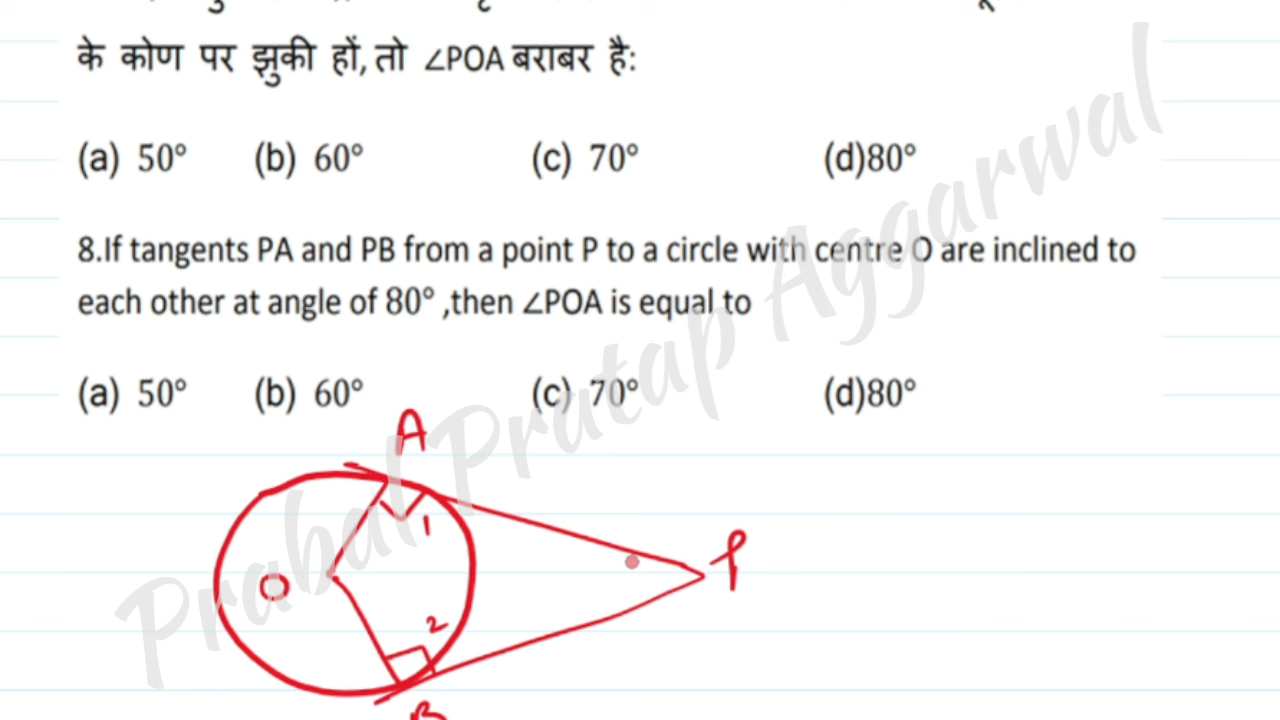 के कोण पर झुकी हों, तो ∠POA बराबर है:
(a) 50° (b) 60° (c) 70° (d)80°
8.If tangents PA and PB from a point P to a circle with centre O are inclined to
each other at angle of 80° ,then ∠POA is equal to
(a) 50° (b) 60° (c) 70° (d)80°
A
1
P
O
2
B
Prabal Pratap Aggarwal